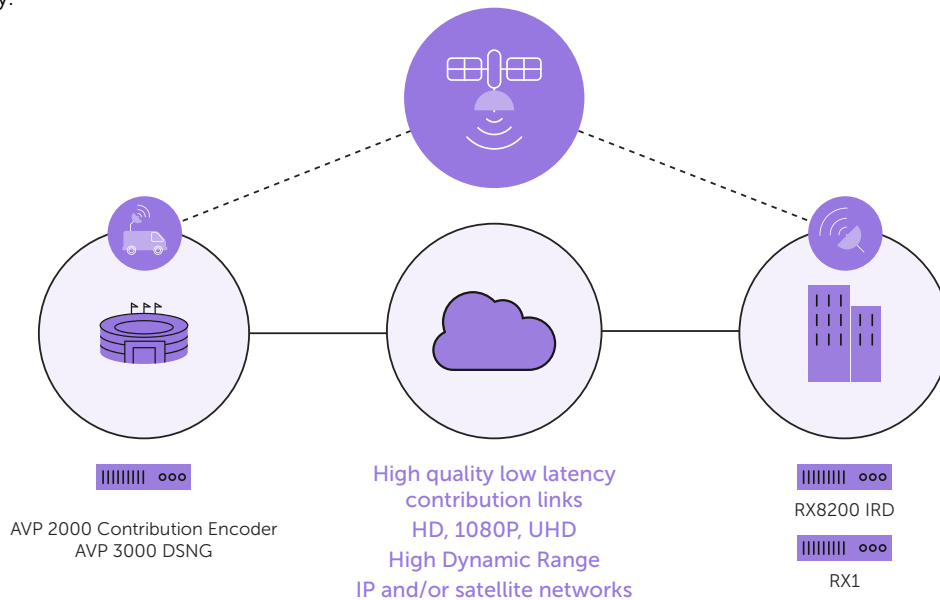 AVP 2000 Contribution Encoder
AVP 3000 DSNG
High quality low latency
contribution links
HD, 1080P, UHD
High Dynamic Range
IP and/or satellite networks
RX8200 IRD
RX1